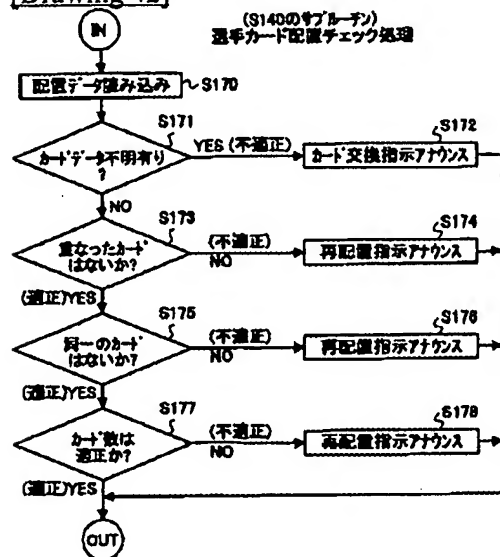 (S140のサブルーチン)
選手カード配置チェック処理
IN
配置データ読み込み
S170
カードデータ不明有り
?
S171
YES (不適正)
S172
カード交換指示アナウンス
NO
重なったカード
はないか?
S173
(不適正)
NO
S174
再配置指示アナウンス
(適正)YES
同一のカード
はないか?
S175
(不適正)
NO
S176
再配置指示アナウンス
(適正)YES
カード数は
適正か?
S177
(不適正)
NO
S178
再配置指示アナウンス
(適正)YES
OUT